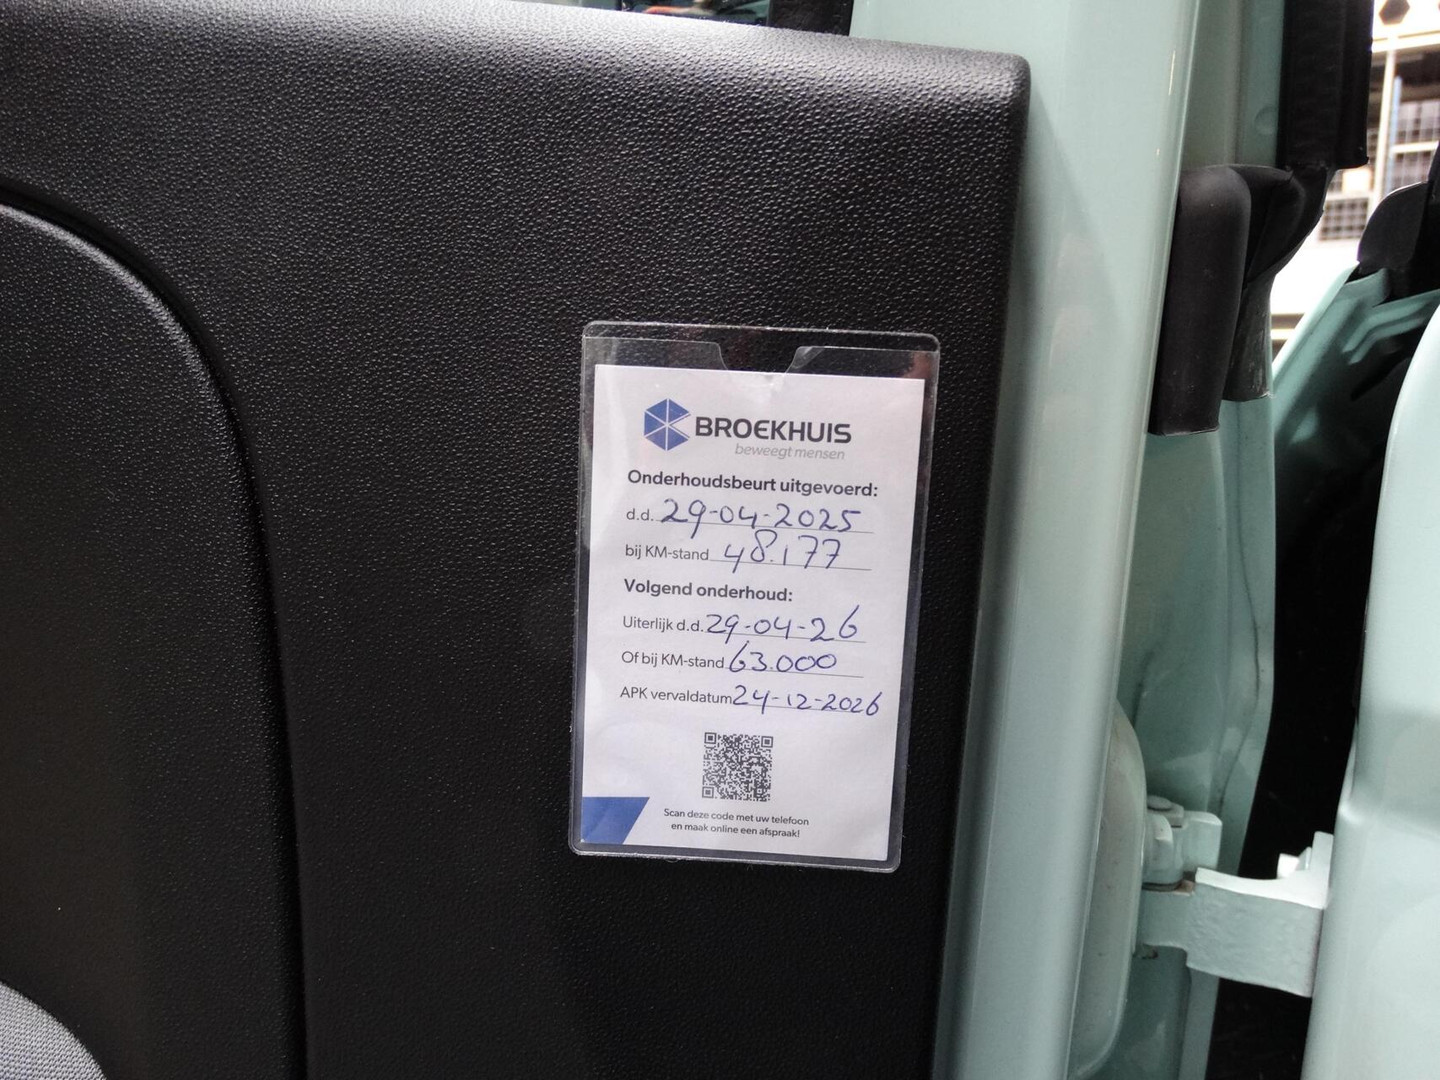 BROEKHUIS
beweegt mensen
Onderhoudsbeurt uitgevoerd:
d.d. 29-04-2025
bij KM-stand 48.177
Volgend onderhoud:
Uiterlijk d.d. 29-04-26
Of bij KM-stand 63.000
APK vervaldatum 24-12-2026
Scan deze code met uw telefoon
en maak online een afspraak!